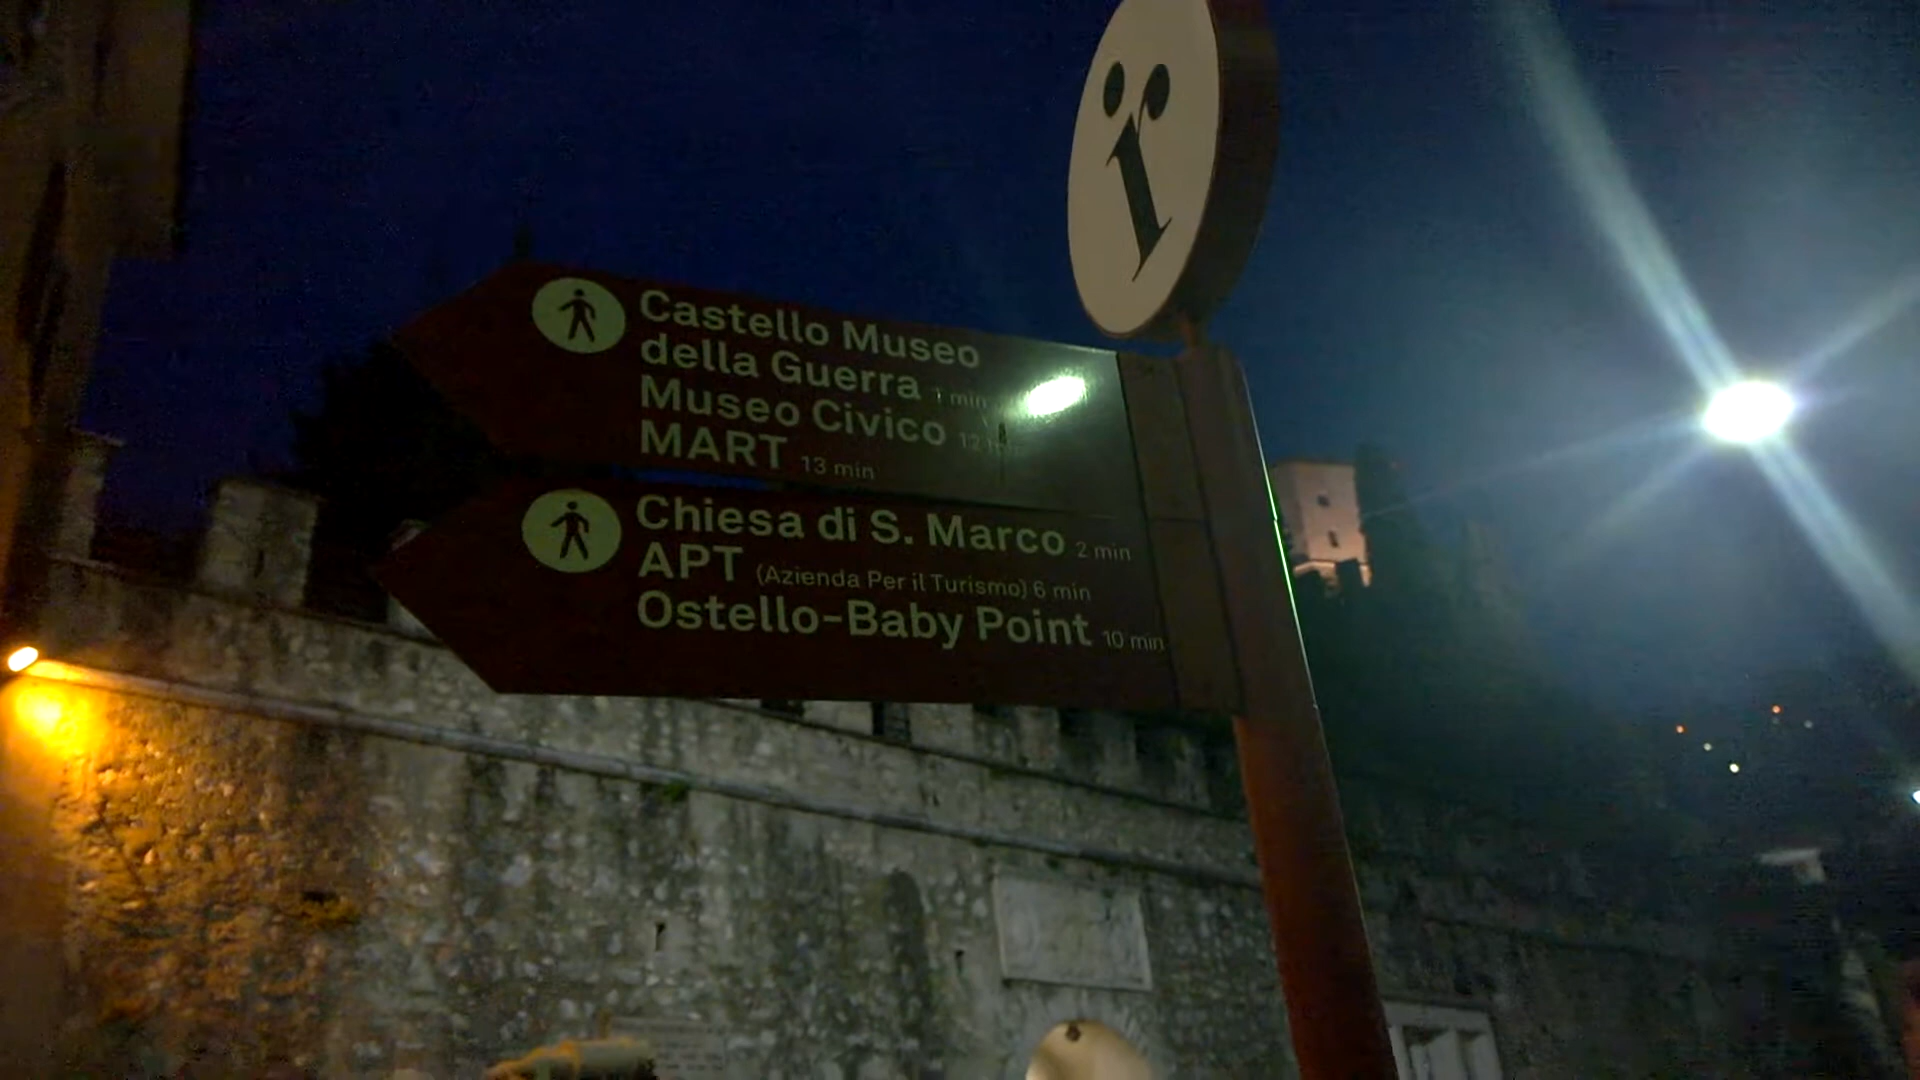 Castello Museo
della Guerra 1 min
Museo Civico 12
MART 13 min
Chiesa di S. Marco 2 min
APT (Azienda Per il Turismo) 6 min
Ostello-Baby Point 10 min